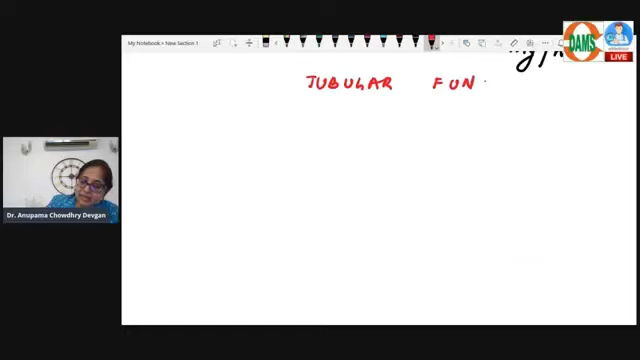 My Notebook > New Section 1
TUBULAR FUN
DAMS
LIVE
Dr. Anupama Chowdhry Devgan